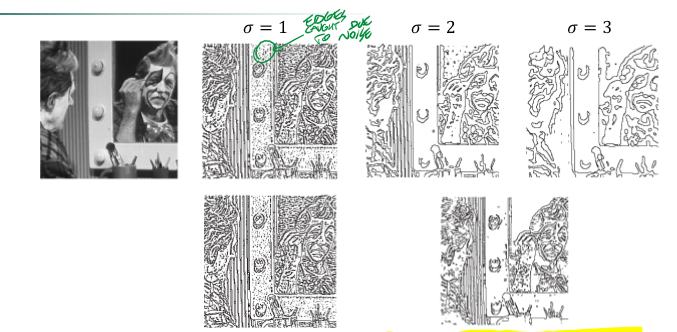 σ = 1
EDGES
CAUGHT DUE
TO NOISE
σ = 2
σ = 3